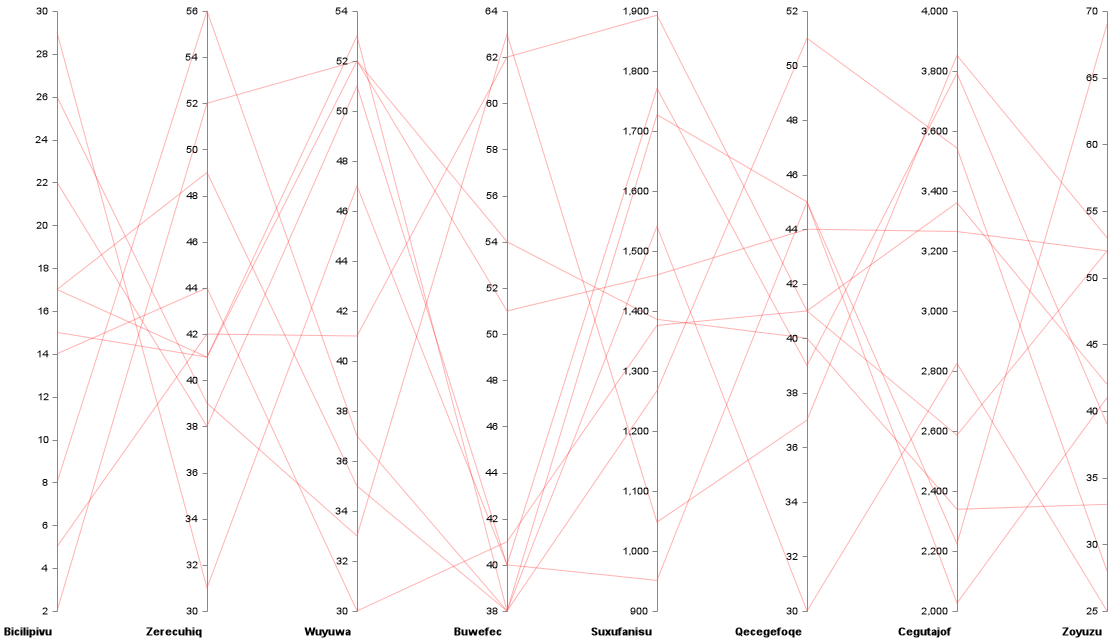 30 56 54 64 1,900 52 4,000 70
28 54 52 62 1,800 50 3,800 65
26 52 50 60 1,700 48 3,600 60
24 50 48 58 1,600 46 3,400 55
22 48 46 56 1,500 44 3,200 50
20 46 44 54 1,400 42 3,000 45
18 44 42 52 1,300 40 2,800 40
16 42 40 50 1,200 38 2,600 35
14 40 38 48 1,100 36 2,400 30
12 38 36 46 1,000 34 2,200 25
10 36 34 44 900 32 2,000
8 34 32 42 30
6 32 30 40
4 30 38
2
Bicilipivu Zerecuhiq Wuyuwa Buwefec Suxufanisu Qecegefoqe Cegutajof Zoyuzu